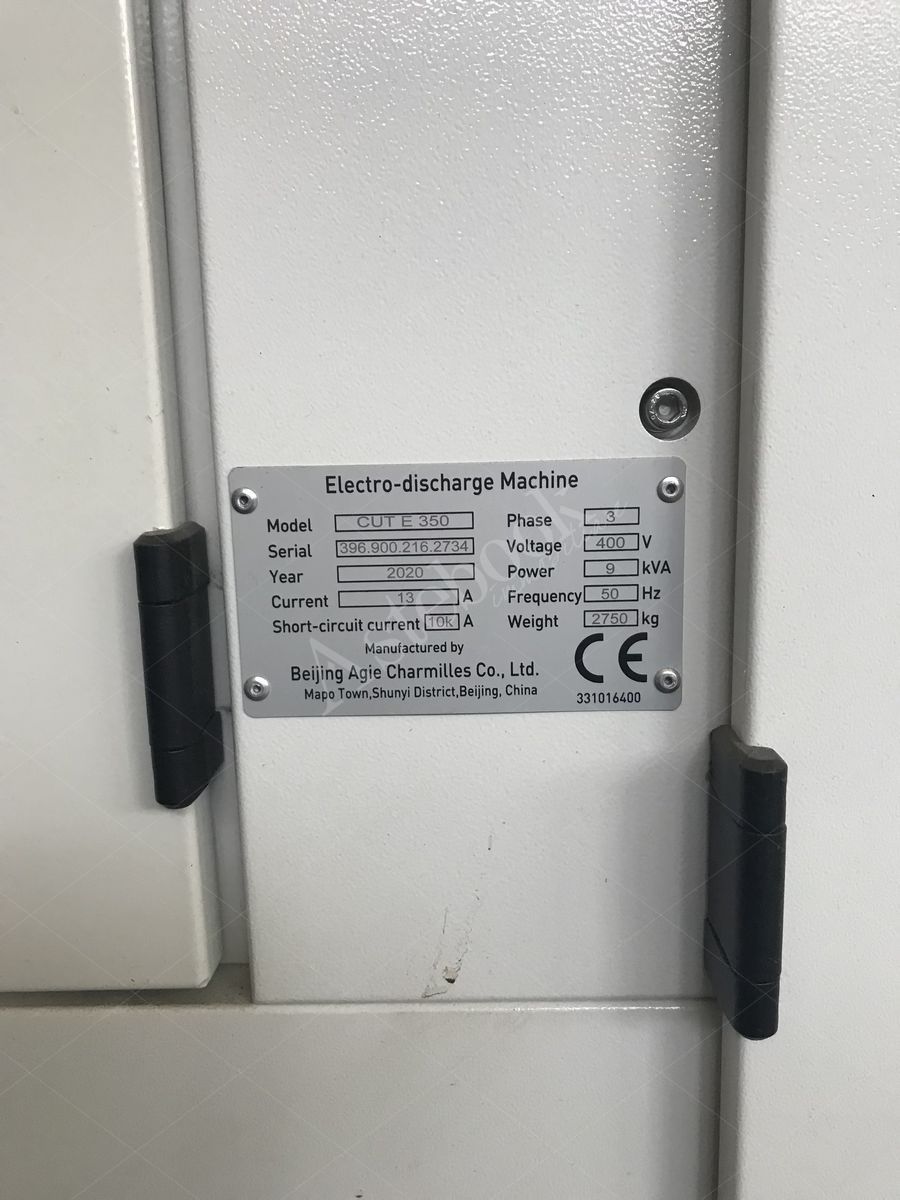 Electro-discharge Machine
Model CUT E 350 Phase 3
Serial 396.900.216.2734 Voltage 400 V
Year 2020 Power 9 kVA
Current 13 A Frequency 50 Hz
Short-circuit current 10k A Weight 2750 kg
Manufactured by
Beijing Agie Charmilles Co., Ltd.
Mapo Town,Shunyi District,Beijing, China
CE
331016400